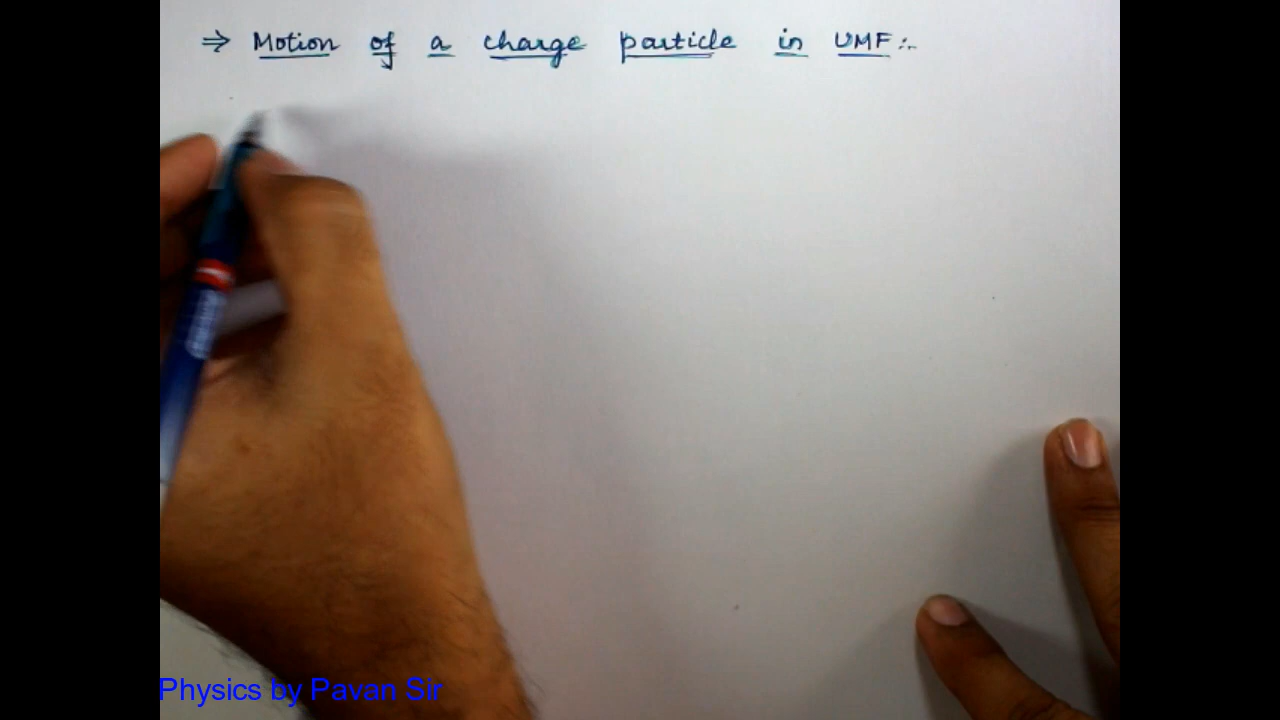 ⇒ Motion of a charge particle in UMF :-
Physics by Pavan Sir